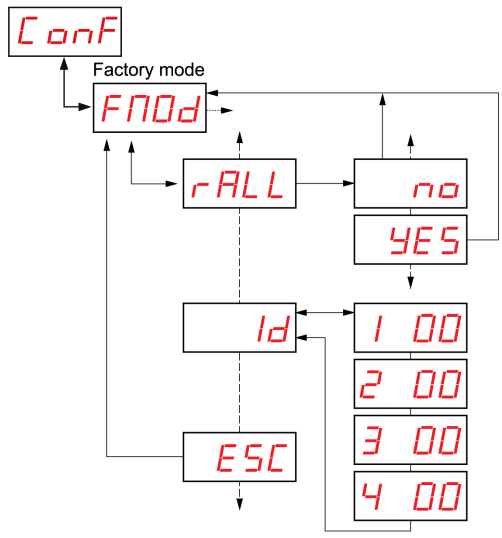 ConF
Factory mode
FMOd
rALL
no
YES
Id
1 00
2 00
3 00
4 00
ESC